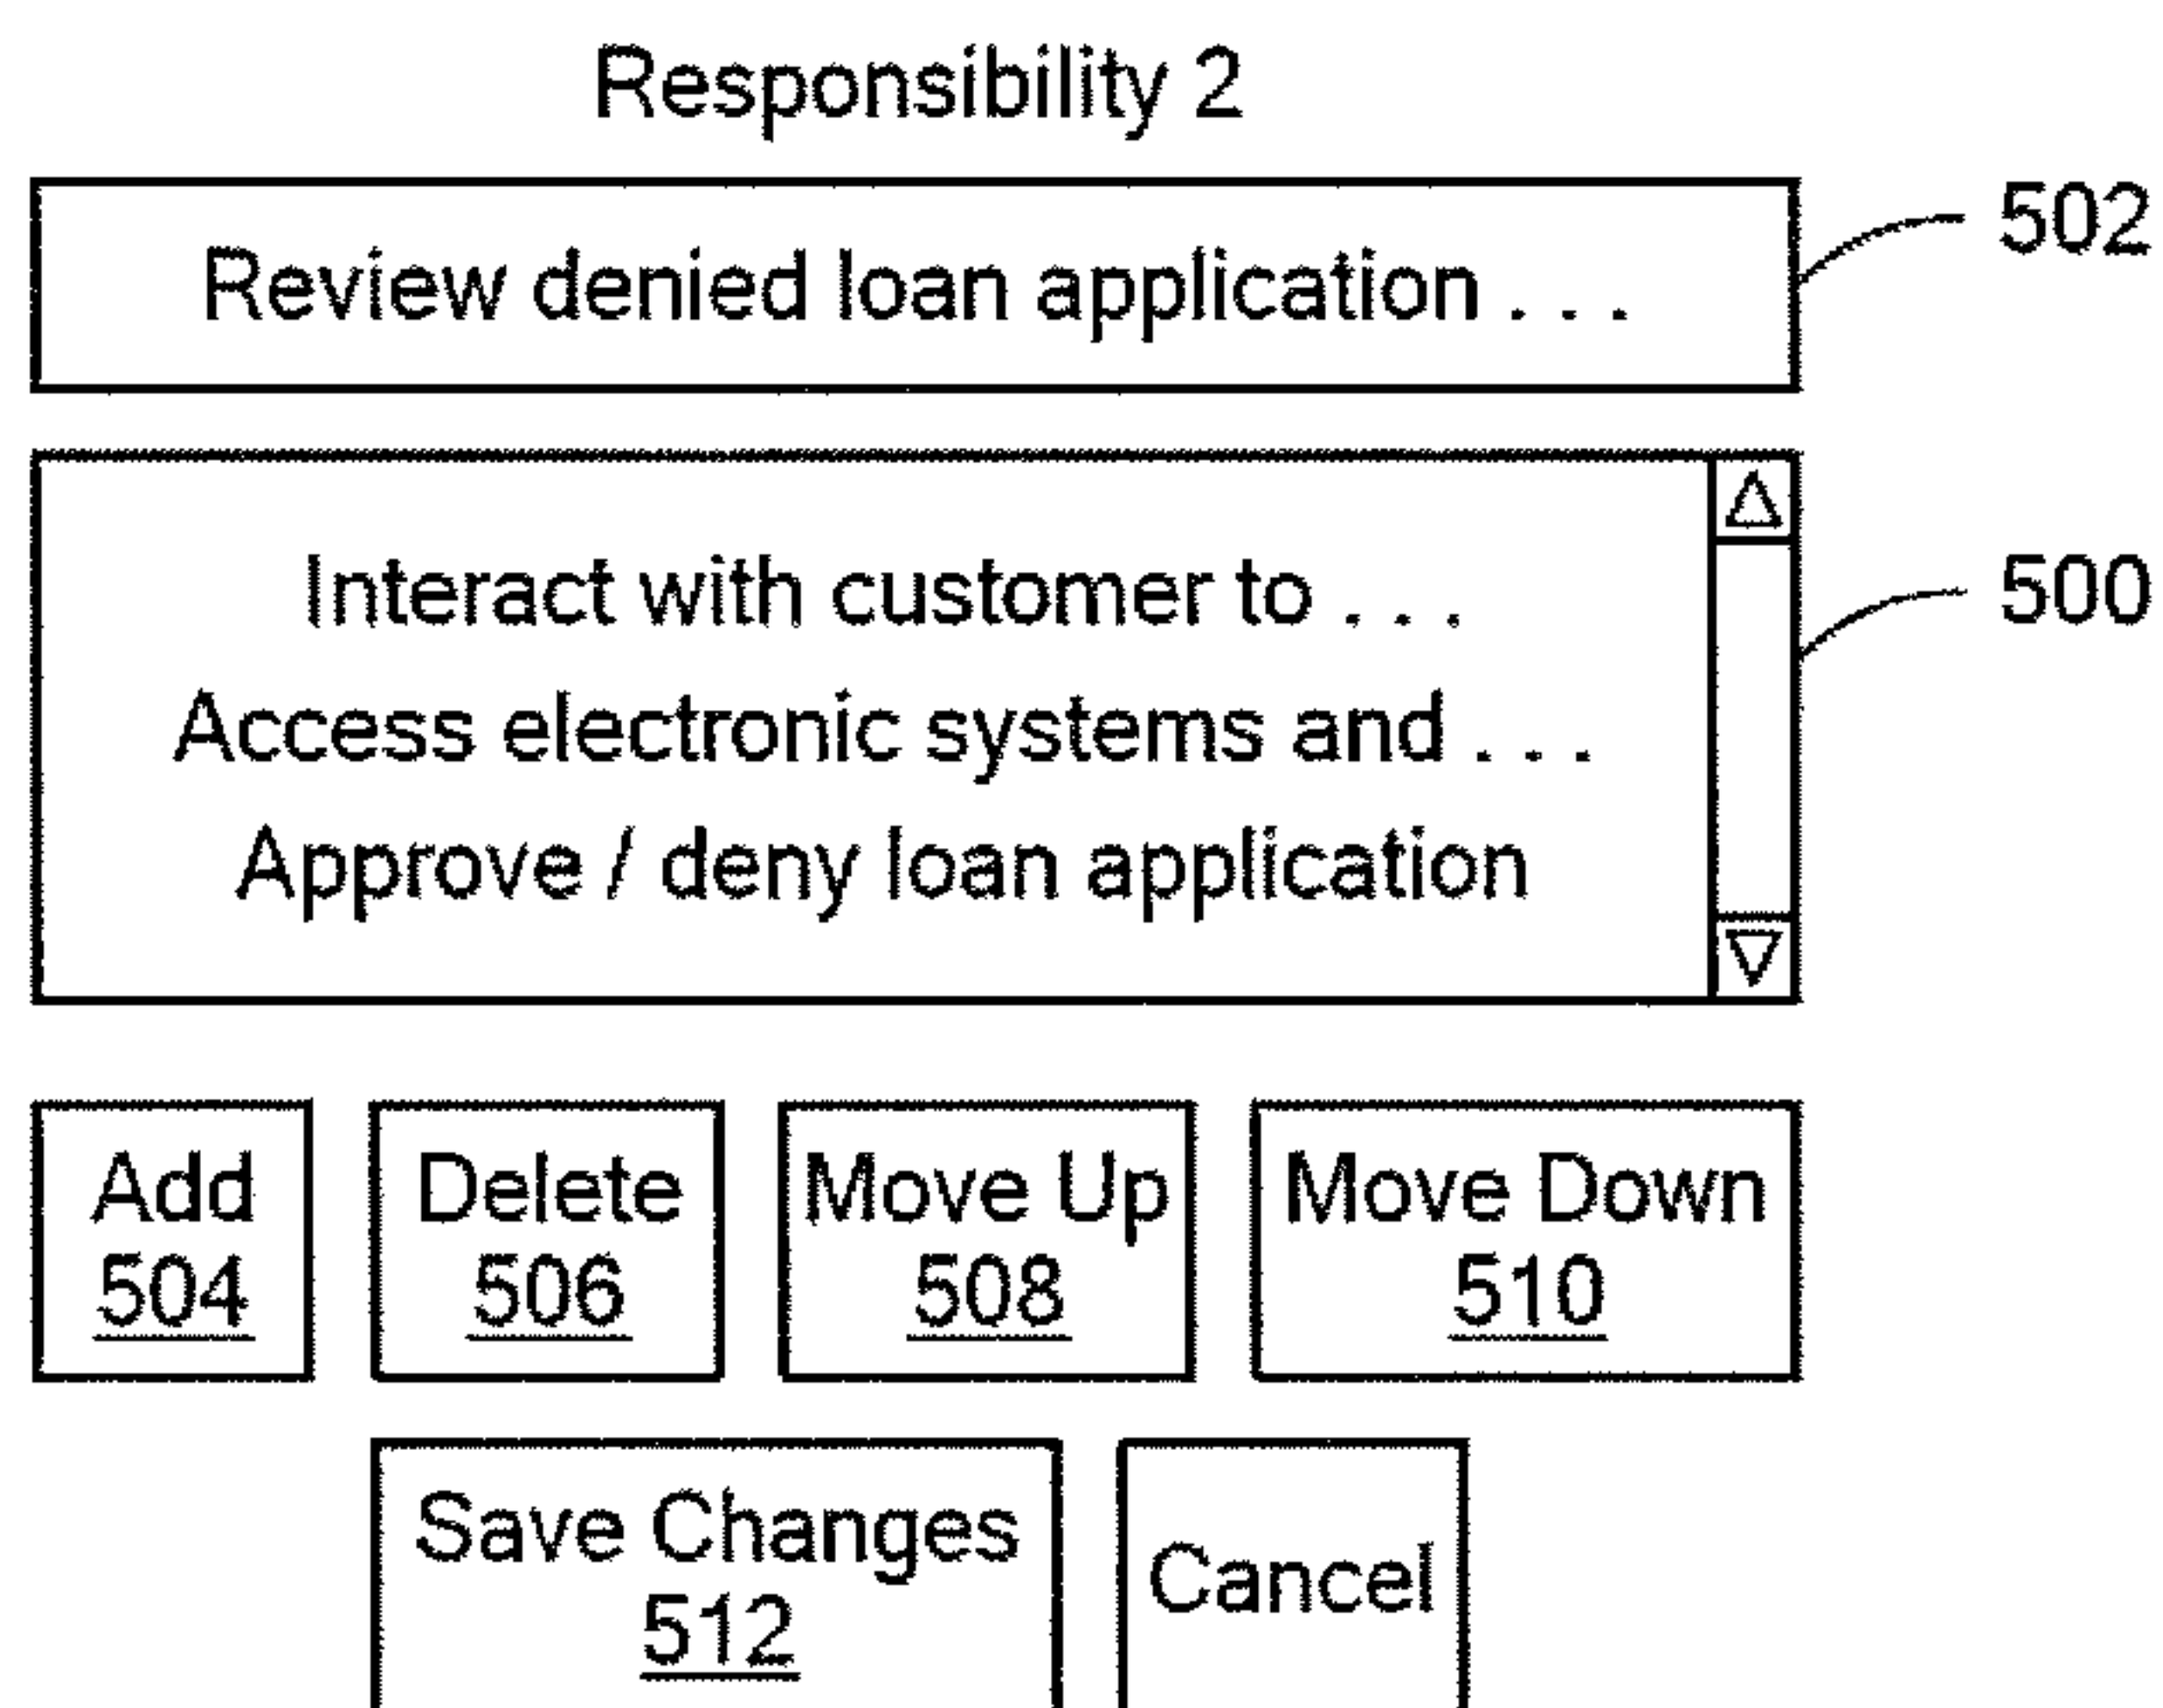 Responsibility 2
Review denied loan application . . .
502
Interact with customer to . . .
500
Access electronic systems and . . .
Approve / deny loan application
Add
504
Delete
506
Move Up
508
Move Down
510
Save Changes
512
Cancel